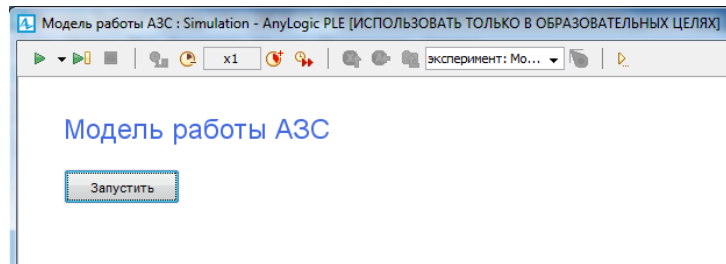 Модель работы АЗС : Simulation - AnyLogic PLE [ИСПОЛЬЗОВАТЬ ТОЛЬКО В ОБРАЗОВАТЕЛЬНЫХ ЦЕЛЯХ]
x1 эксперимент: Мо...
Модель работы АЗС
Запустить